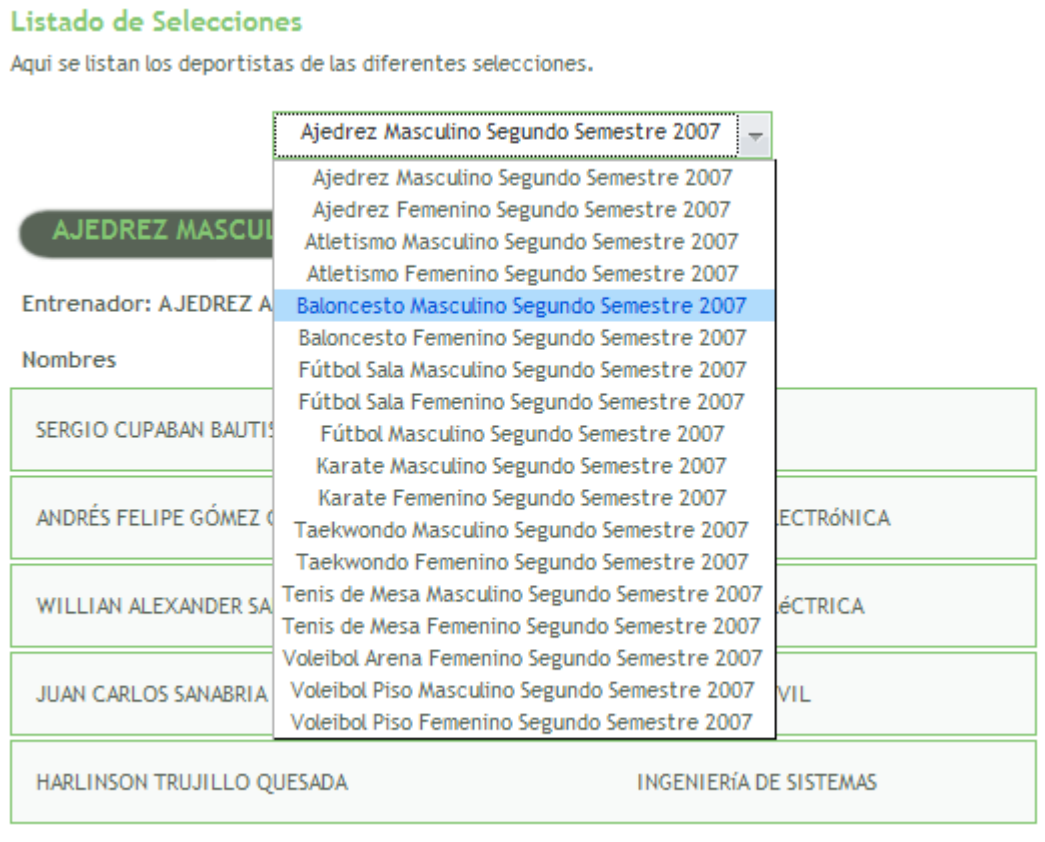 Listado de Selecciones
Aqui se listan los deportistas de las diferentes selecciones.
Ajedrez Masculino Segundo Semestre 2007
Ajedrez Masculino Segundo Semestre 2007
Ajedrez Femenino Segundo Semestre 2007
Atletismo Masculino Segundo Semestre 2007
Atletismo Femenino Segundo Semestre 2007
Baloncesto Masculino Segundo Semestre 2007
Baloncesto Femenino Segundo Semestre 2007
Fútbol Sala Masculino Segundo Semestre 2007
Fútbol Sala Femenino Segundo Semestre 2007
Fútbol Masculino Segundo Semestre 2007
Karate Masculino Segundo Semestre 2007
Karate Femenino Segundo Semestre 2007
Taekwondo Masculino Segundo Semestre 2007
Taekwondo Femenino Segundo Semestre 2007
Tenis de Mesa Masculino Segundo Semestre 2007
Tenis de Mesa Femenino Segundo Semestre 2007
Voleibol Arena Femenino Segundo Semestre 2007
Voleibol Piso Masculino Segundo Semestre 2007
Voleibol Piso Femenino Segundo Semestre 2007
AJEDREZ MASCUL
Entrenador: AJEDREZ A
Nombres
SERGIO CUPABAN BAUTIS
ANDRÉS FELIPE GÓMEZ ECTRóNICA
WILLIAN ALEXANDER SA éCTRICA
JUAN CARLOS SANABRIA VIL
HARLINSON TRUJILLO QUESADA INGENIERíA DE SISTEMAS